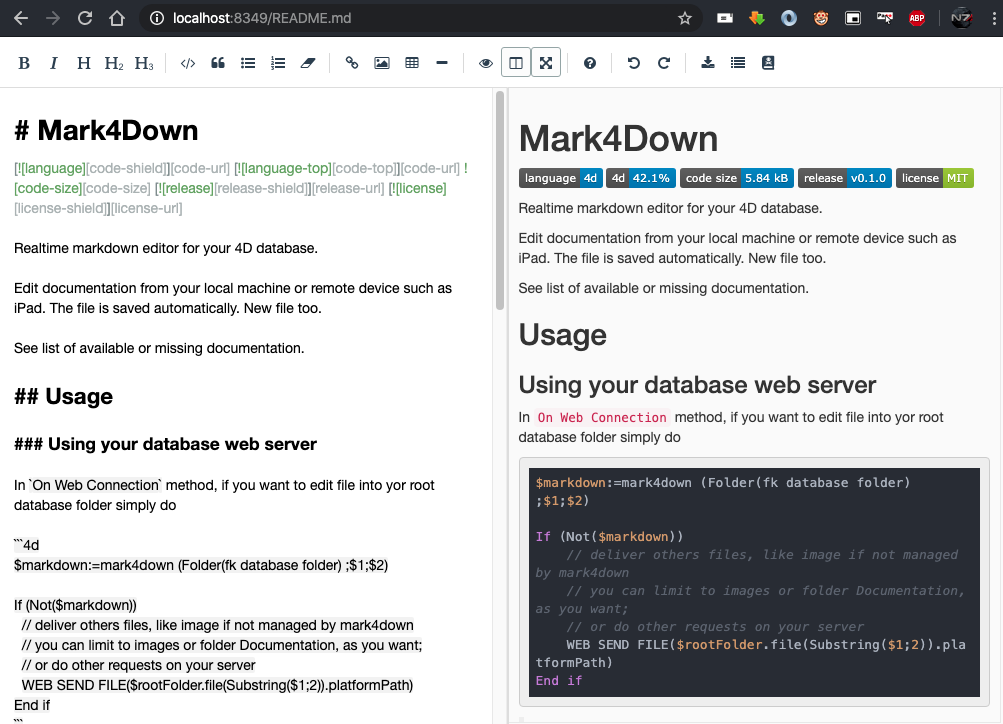 localhost:8349/README.md
ABP
N7
B I H H2 H3
# Mark4Down
[![language][code-shield]][code-url] [![language-top][code-top]][code-url] !
[code-size][code-size] [![release][release-shield]][release-url] [![license]
[license-shield]][license-url]
Realtime markdown editor for your 4D database.
Edit documentation from your local machine or remote device such as
iPad. The file is saved automatically. New file too.
See list of available or missing documentation.
## Usage
### Using your database web server
In `On Web Connection` method, if you want to edit file into yor root
database folder simply do
```4d
$markdown:=mark4down (Folder(fk database folder) ;$1;$2)
If (Not($markdown))
// deliver others files, like image if not managed by mark4down
// you can limit to images or folder Documentation, as you want;
// or do other requests on your server
WEB SEND FILE($rootFolder.file(Substring($1;2)).platformPath)
End if
```
Mark4Down
language 4d 4d 42.1% code size 5.84 kB release v0.1.0 license MIT
Realtime markdown editor for your 4D database.
Edit documentation from your local machine or remote device such as
iPad. The file is saved automatically. New file too.
See list of available or missing documentation.
Usage
Using your database web server
In On Web Connection method, if you want to edit file into yor root
database folder simply do
$markdown:=mark4down (Folder(fk database folder)
;$1;$2)
If (Not($markdown))
// deliver others files, like image if not managed
by mark4down
// you can limit to images or folder Documentation,
as you want;
// or do other requests on your server
WEB SEND FILE($rootFolder.file(Substring($1;2)).pla
tformPath)
End if